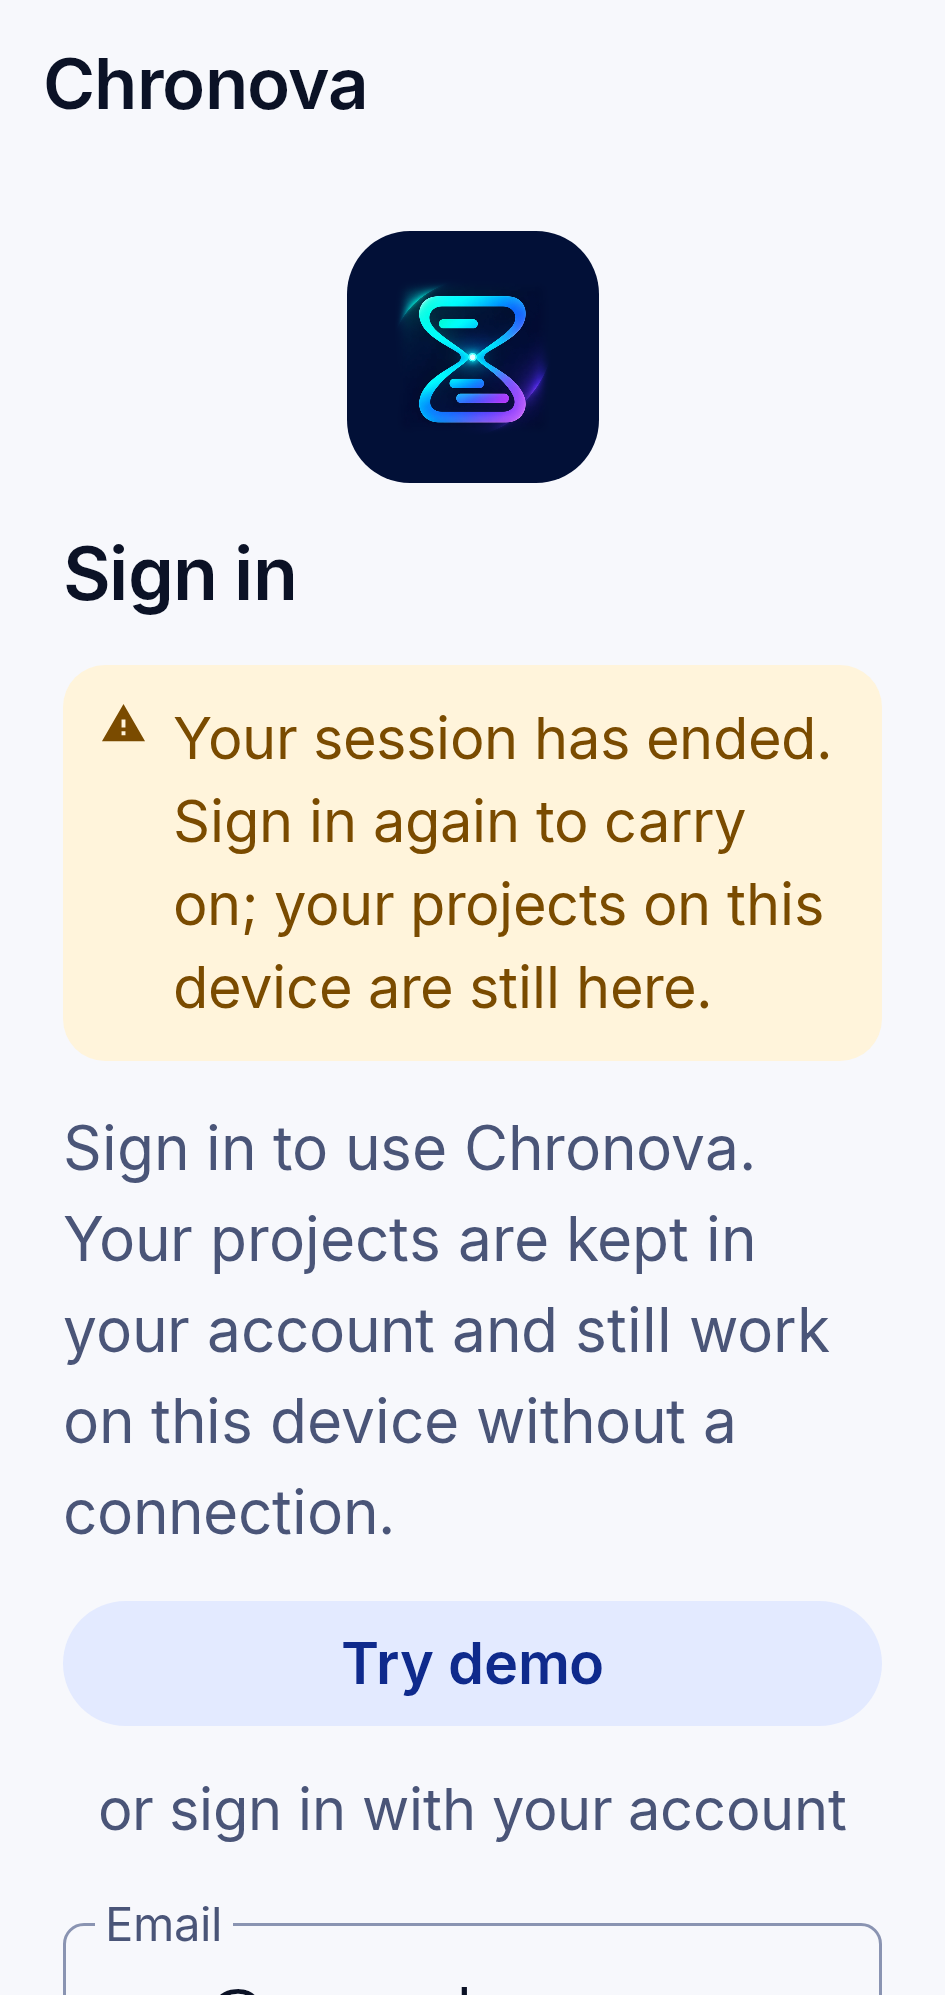 Chronova
Sign in
Your session has ended.
Sign in again to carry
on; your projects on this
device are still here.
Sign in to use Chronova.
Your projects are kept in
your account and still work
on this device without a
connection.
Try demo
or sign in with your account
Email